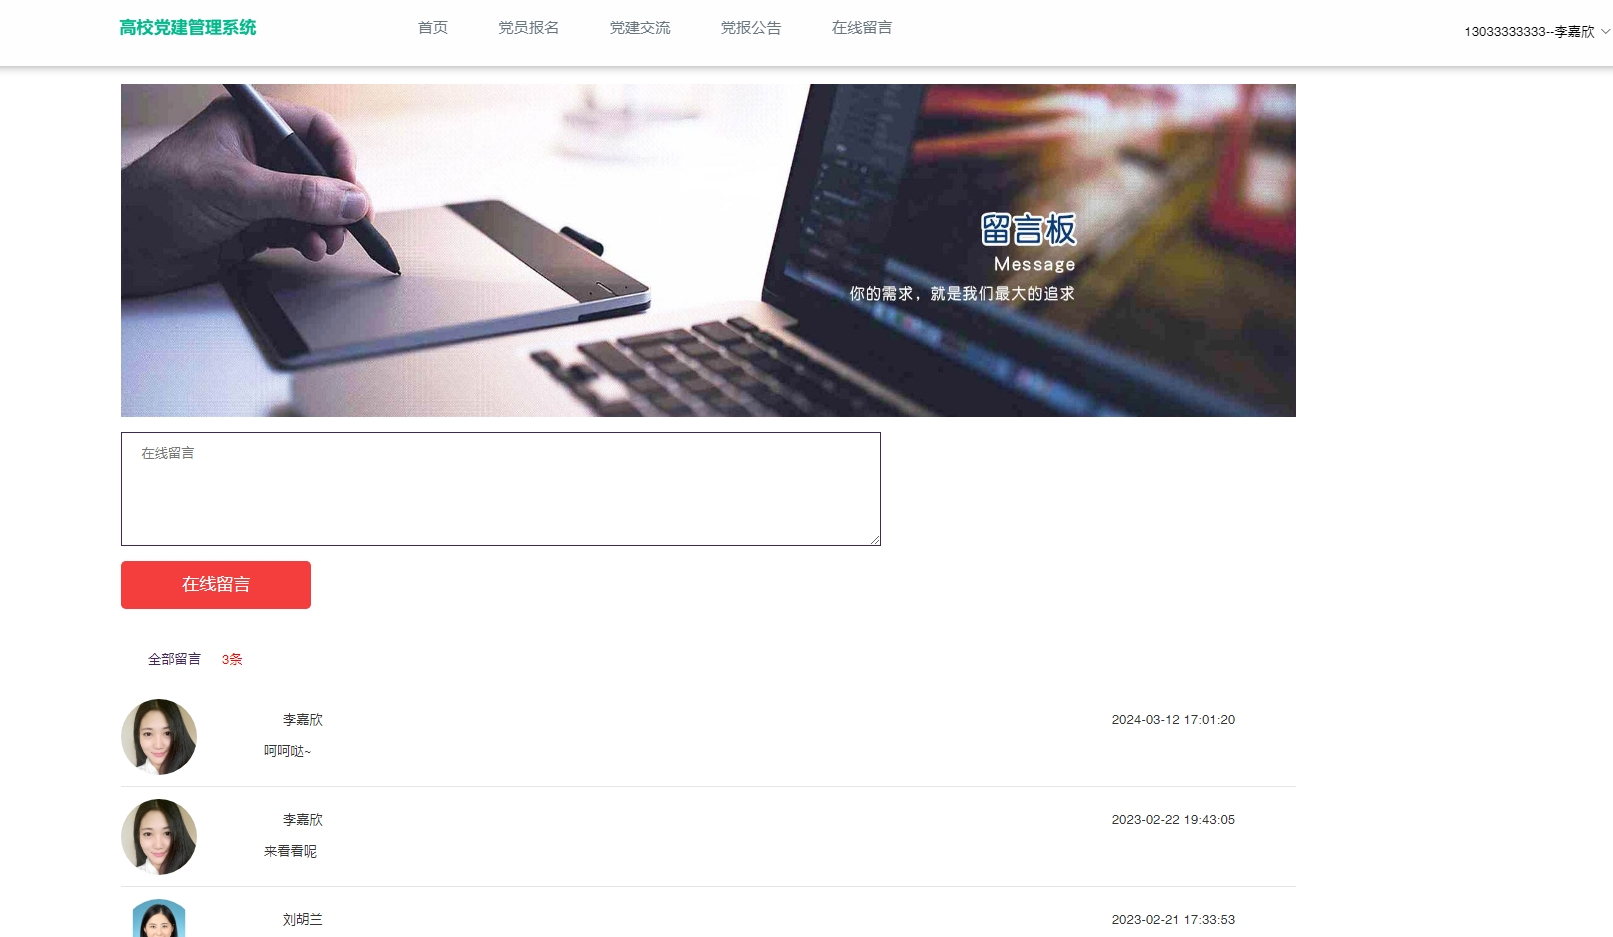 高校党建管理系统
首页 党员报名 党建交流 党报公告 在线留言
13033333333--李嘉欣
留言板
Message
你的需求，就是我们最大的追求
在线留言
在线留言
全部留言 3条
李嘉欣 2024-03-12 17:01:20
呵呵哒~
李嘉欣 2023-02-22 19:43:05
来看看呢
刘胡兰 2023-02-21 17:33:53